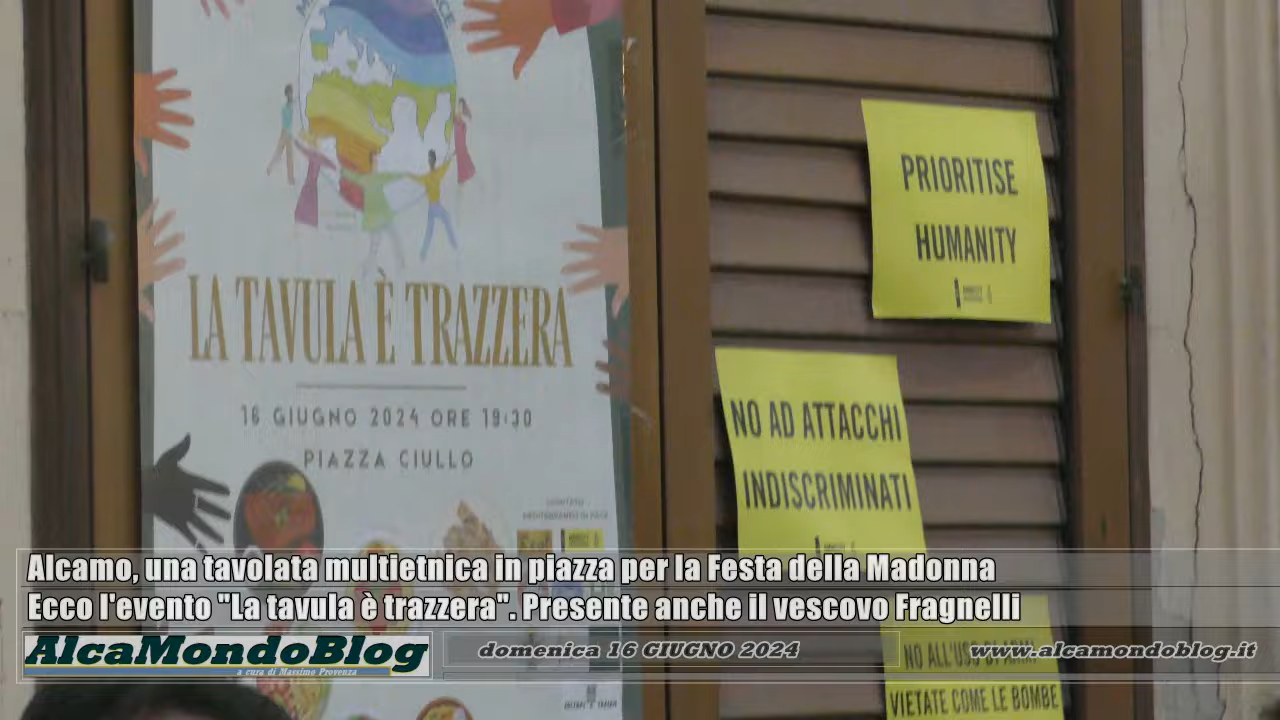 LA TAVULA È TRAZZERA
16 GIUGNO 2024 ORE 19:30
PIAZZA CIULLO
PRIORITISE
HUMANITY
NO AD ATTACCHI
INDISCRIMINATI
Alcamo, una tavolata multietnica in piazza per la Festa della Madonna
Ecco l'evento "La tavula è trazzera". Presente anche il vescovo Fragnelli
AlcaMondoBlog
a cura di Massimo Provenza
domenica 16 GIUGNO 2024
www.alcamondoblog.it
NO ALL'USO DI ARMI
VIETATE COME LE BOMBE